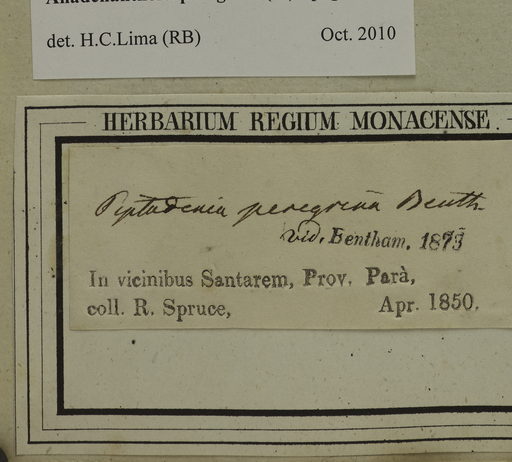 det. H.C.Lima (RB) Oct. 2010
HERBARIUM REGIUM MONACENSE.
Piptadenia peregrina Benth
vid. Bentham. 1873
In vicinibus Santarem, Prov. Parà,
coll. R. Spruce, Apr. 1850.